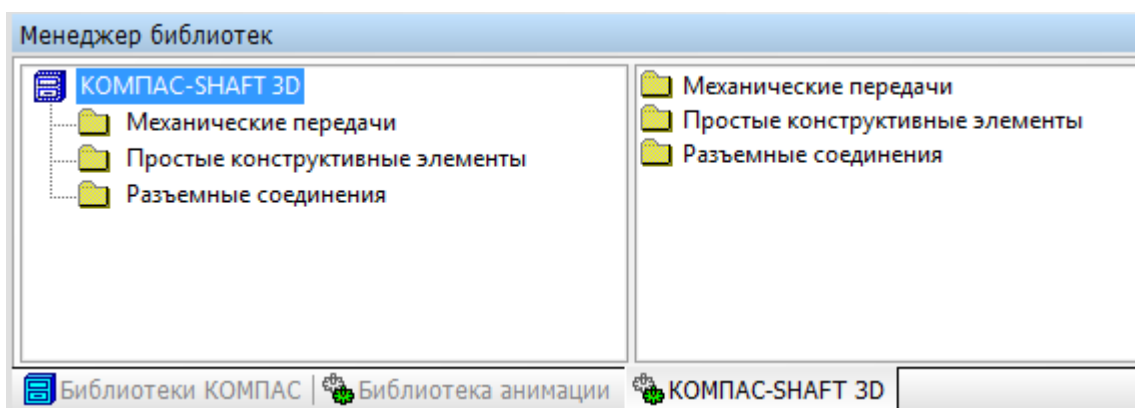 Менеджер библиотек
КОМПАС-SHAFT 3D
Механические передачи
Простые конструктивные элементы
Разъемные соединения
Механические передачи
Простые конструктивные элементы
Разъемные соединения
Библиотеки КОМПАС | Библиотека анимации КОМПАС-SHAFT 3D